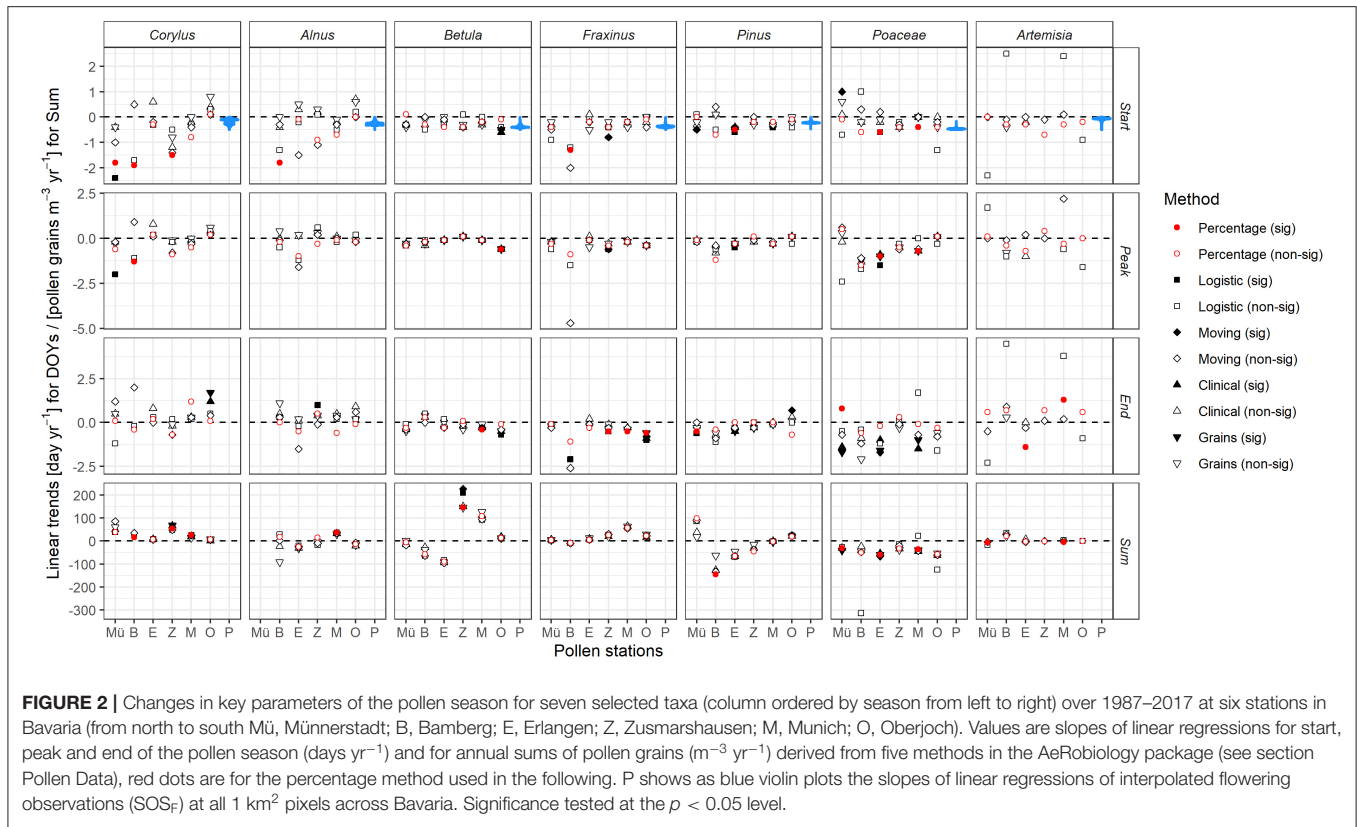 Corylus Alnus Betula Fraxinus Pinus Poaceae Artemisia
Linear trends [day yr⁻¹] for DOYs / [pollen grains m⁻³ yr⁻¹] for Sum
2
1
0
-1
-2
Start
2.5
0.0
-2.5
-5.0
Peak
2.5
0.0
-2.5
End
200
100
0
-100
-200
-300
Sum
Mü B E Z M O P Mü B E Z M O P Mü B E Z M O P Mü B E Z M O P Mü B E Z M O P Mü B E Z M O P Mü B E Z M O P
Pollen stations
Method
Percentage (sig)
Percentage (non-sig)
Logistic (sig)
Logistic (non-sig)
Moving (sig)
Moving (non-sig)
Clinical (sig)
Clinical (non-sig)
Grains (sig)
Grains (non-sig)
FIGURE 2 | Changes in key parameters of the pollen season for seven selected taxa (column ordered by season from left to right) over 1987–2017 at six stations in
Bavaria (from north to south Mü, Münnerstadt; B, Bamberg; E, Erlangen; Z, Zusmarshausen; M, Munich; O, Oberjoch). Values are slopes of linear regressions for start,
peak and end of the pollen season (days yr⁻¹) and for annual sums of pollen grains (m⁻³ yr⁻¹) derived from five methods in the AeRobiology package (see section
Pollen Data), red dots are for the percentage method used in the following. P shows as blue violin plots the slopes of linear regressions of interpolated flowering
observations (SOS_F) at all 1 km² pixels across Bavaria. Significance tested at the p < 0.05 level.